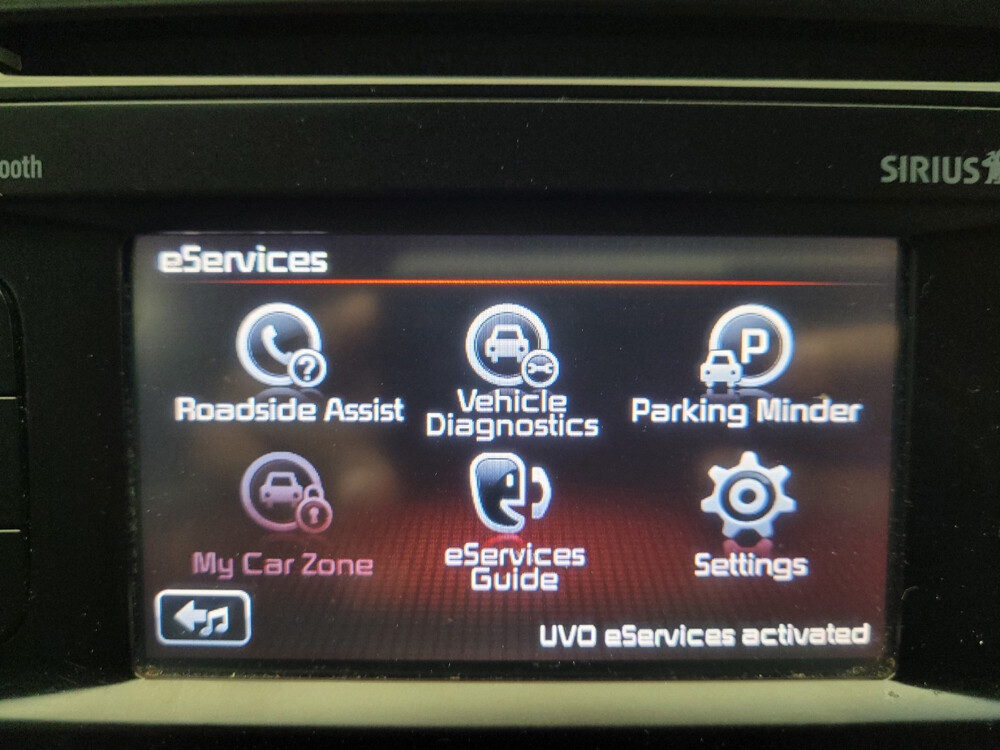 ooth
SIRIUS
eServices
Roadside Assist
Vehicle
Diagnostics
P
Parking Minder
?
My Car Zone
eServices
Guide
Settings
UVO eServices activated